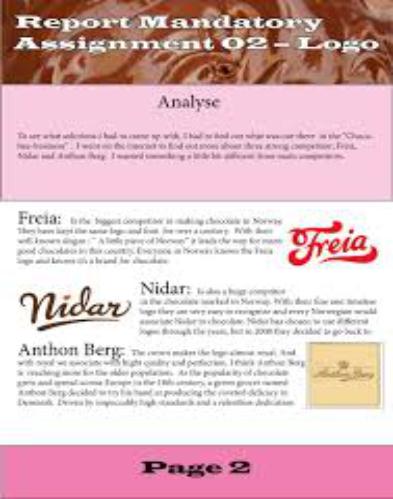 Report Mandatory
Assignment 02 – Logo
Analyse
To see what solutions I had to come up with, I had to find out what was out there in the "Choco-
late-business". I went on the internet to find out more about three strong competitors; Freia,
Nidar and Anthon Berg. I wanted something a little bit different from main competitors.
Freia: Is the biggest competitor in making chocolate in Norway.
They have kept the same logo and font for over a century. With their
well known slogan: "A little piece of Norway" it leads the way for many
good chocolates in this country. Everyone in Norway knows the Freia
logo and knows it's a brand for chocolate.
Freia
Nidar: Is also a huge competitor
in the chocolate marked in Norway. With their fine and timeless
logo they are very easy to recognize and every Norwegian would
associate Nidar to chocolate. Nidar has chosen to use different
logos through the years, but in 2008 they decided to go back to
Nidar
Anthon Berg: The crown makes the logo almost royal. And
with royal we associate with hight quality and perfection. I think Anthon Berg
is reaching more for the older population. As the popularity of chocolate
grew and spread across Europe in the 18th century, a green grocer named
Anthon Berg decided to try his hand at producing the coveted delicacy in
Denmark. Driven by impeccably high standards and a relentless dedication
Anthon Berg
Page 2